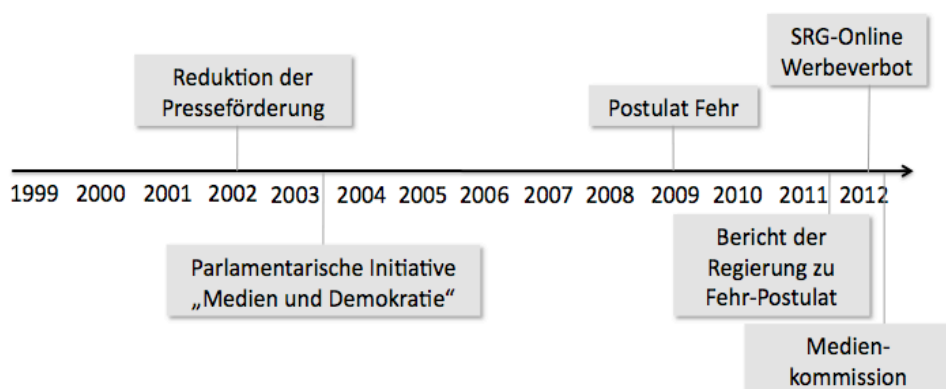 SRG-Online
Werbeverbot
Reduktion der
Presseförderung
Postulat Fehr
1999 2000 2001 2002 2003 2004 2005 2006 2007 2008 2009 2010 2011 2012
Parlamentarische Initiative
„Medien und Demokratie“
Bericht der
Regierung zu
Fehr-Postulat
Medien-
kommission